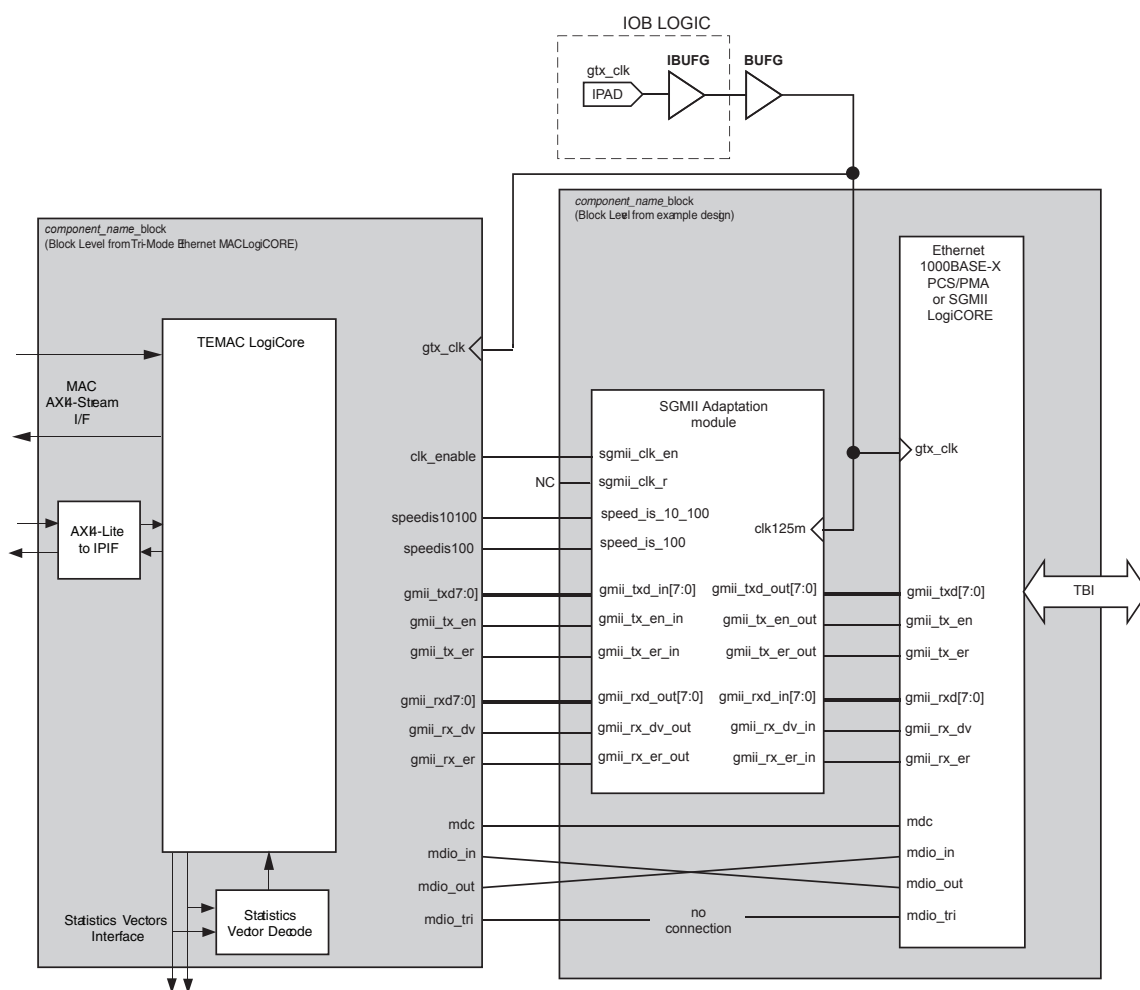 IOB LOGIC
gtx_clk
IPAD
IBUFG
BUFG
component_name_block
(Block Level from Tri-Mode Ethernet MACLogiCORE)
TEMAC LogiCore
MAC
AXI4-Stream
I/F
AXI4-Lite
to IPIF
Statistics Vectors
Interface
Statistics
Vector Decode
gtx_clk
clk_enable
NC
speedis10100
speedis100
gmii_txd7:0]
gmii_tx_en
gmii_tx_er
gmii_rxd7:0]
gmii_rx_dv
gmii_rx_er
mdc
mdio_in
mdio_out
mdio_tri
component_name_block
(Block Level from example design)
SGMII Adaptation
module
sgmii_clk_en
sgmii_clk_r
speed_is_10_100
speed_is_100
clk125m
gmii_txd_in[7:0]
gmii_txd_out[7:0]
gmii_tx_en_in
gmii_tx_en_out
gmii_tx_er_in
gmii_tx_er_out
gmii_rxd_out[7:0]
gmii_rxd_in[7:0]
gmii_rx_dv_out
gmii_rx_dv_in
gmii_rx_er_out
gmii_rx_er_in
no
connection
Ethernet
1000BASE-X
PCS/PMA
or SGMII
LogiCORE
gtx_clk
gmii_txd[7:0]
gmii_tx_en
gmii_tx_er
gmii_rxd[7:0]
gmii_rx_dv
gmii_rx_er
mdc
mdio_in
mdio_out
mdio_tri
TBI